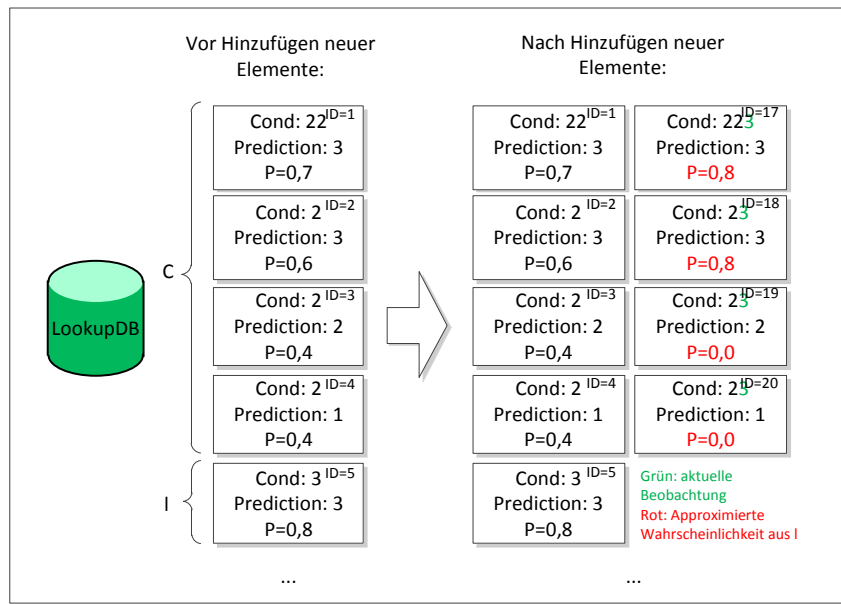 Vor Hinzufügen neuer
Elemente:
Nach Hinzufügen neuer
Elemente:
LookupDB
C
I
Cond: 22 ID=1
Prediction: 3
P=0,7
Cond: 2 ID=2
Prediction: 3
P=0,6
Cond: 2 ID=3
Prediction: 2
P=0,4
Cond: 2 ID=4
Prediction: 1
P=0,4
Cond: 3 ID=5
Prediction: 3
P=0,8
...
Cond: 22 ID=1
Prediction: 3
P=0,7
Cond: 2 ID=2
Prediction: 3
P=0,6
Cond: 2 ID=3
Prediction: 2
P=0,4
Cond: 2 ID=4
Prediction: 1
P=0,4
Cond: 3 ID=5
Prediction: 3
P=0,8
Cond: 223 ID=17
Prediction: 3
P=0,8
Cond: 23 ID=18
Prediction: 3
P=0,8
Cond: 23 ID=19
Prediction: 2
P=0,0
Cond: 23 ID=20
Prediction: 1
P=0,0
Grün: aktuelle
Beobachtung
Rot: Approximierte
Wahrscheinlichkeit aus I
...